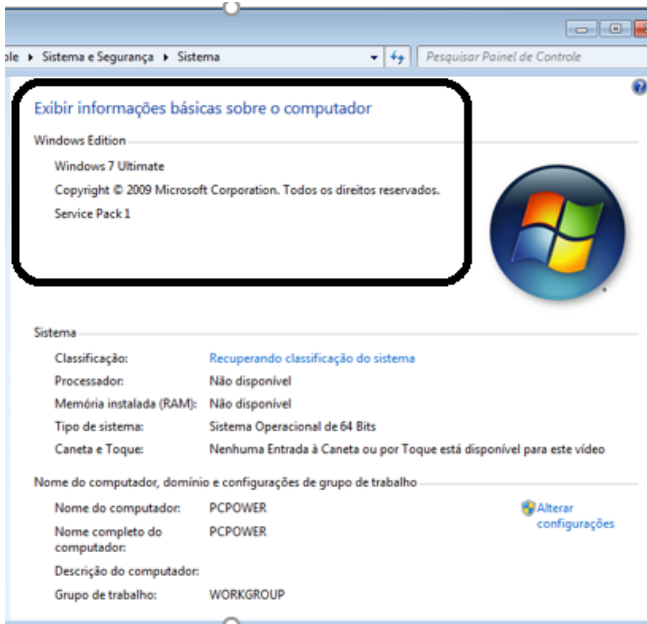 ole ▸ Sistema e Segurança ▸ Sistema
Pesquisar Painel de Controle
Exibir informações básicas sobre o computador
Windows Edition
Windows 7 Ultimate
Copyright © 2009 Microsoft Corporation. Todos os direitos reservados.
Service Pack 1
Sistema
Classificação: Recuperando classificação do sistema
Processador: Não disponível
Memória instalada (RAM): Não disponível
Tipo de sistema: Sistema Operacional de 64 Bits
Caneta e Toque: Nenhuma Entrada à Caneta ou por Toque está disponível para este vídeo
Nome do computador, domínio e configurações de grupo de trabalho
Nome do computador: PCPOWER
Alterar
configurações
Nome completo do PCPOWER
computador:
Descrição do computador:
Grupo de trabalho: WORKGROUP